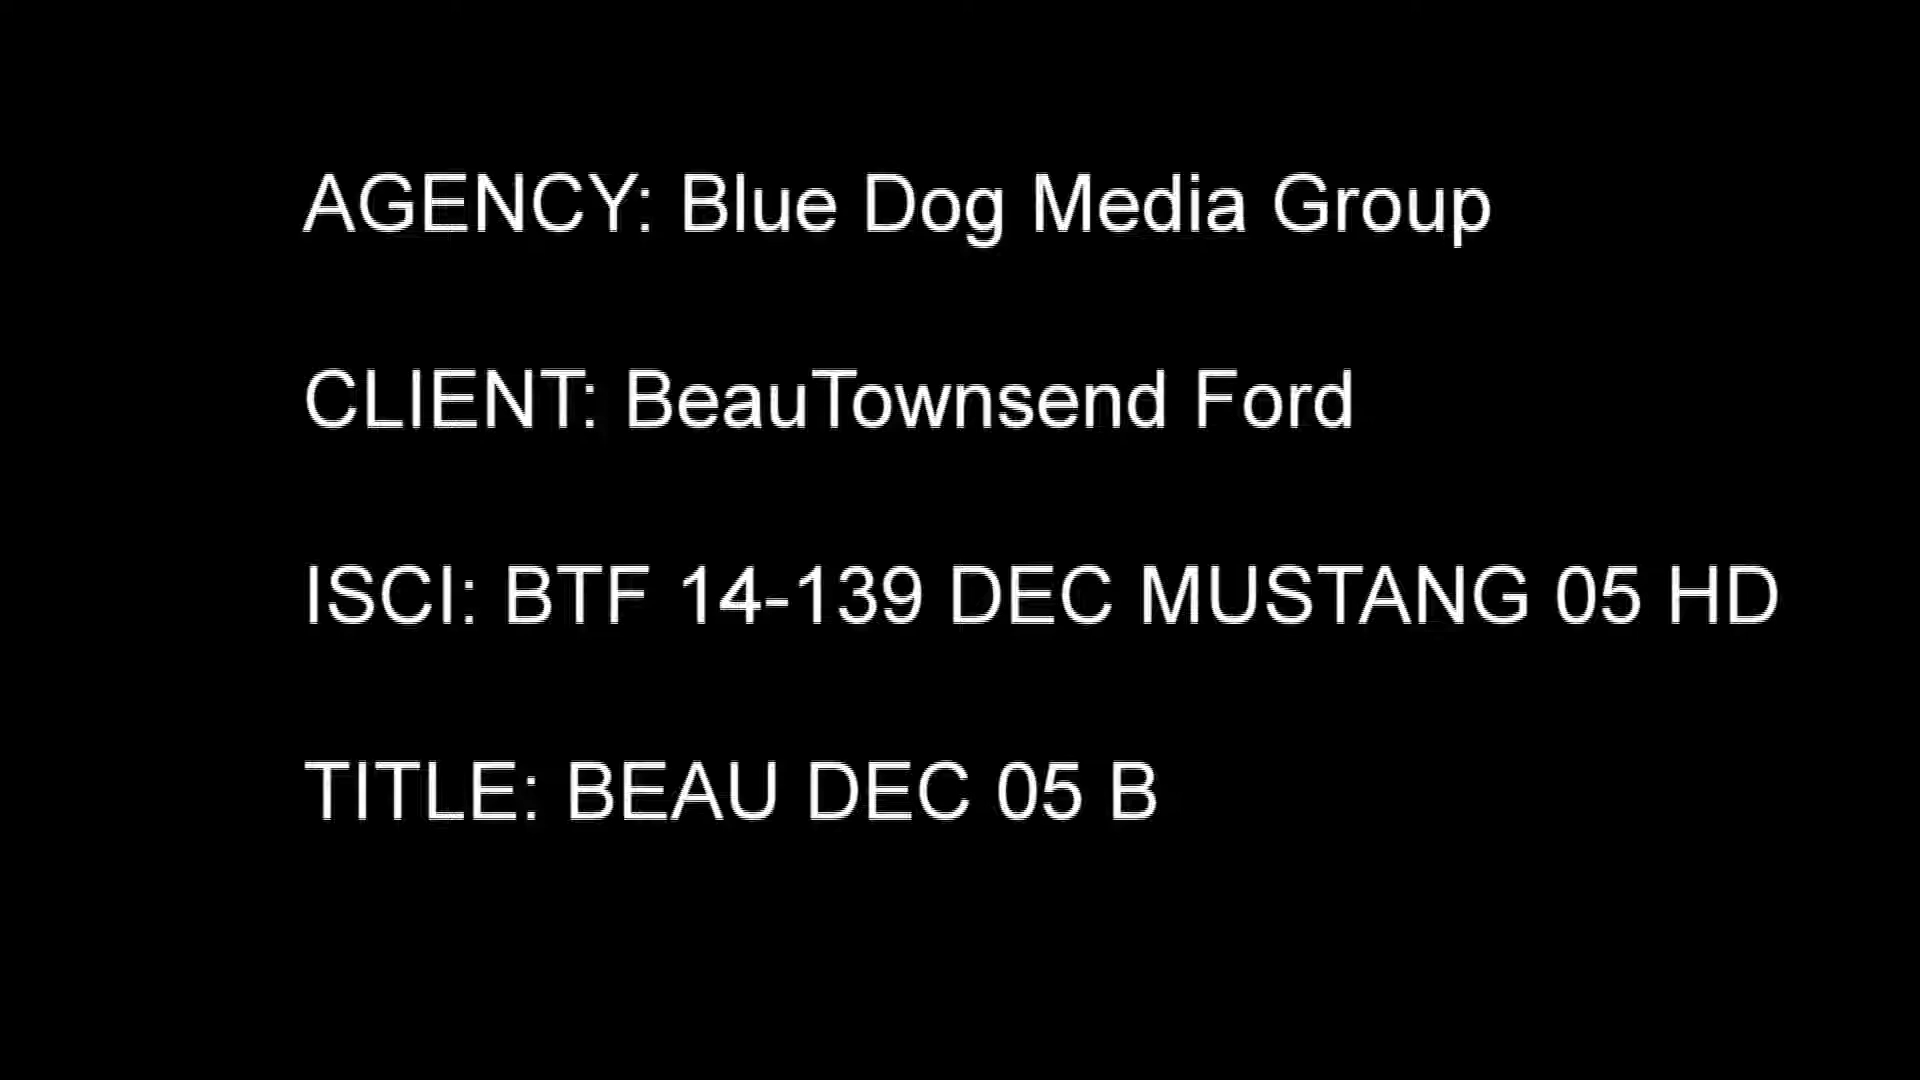 AGENCY: Blue Dog Media Group
CLIENT: BeauTownsend Ford
ISCI: BTF 14-139 DEC MUSTANG 05 HD
TITLE: BEAU DEC 05 B